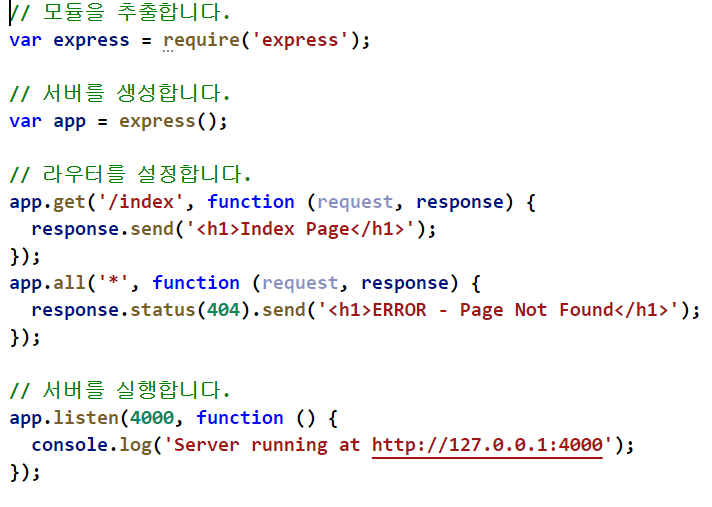 // 모듈을 추출합니다.
var express = require('express');
// 서버를 생성합니다.
var app = express();
// 라우터를 설정합니다.
app.get('/index', function (request, response) {
  response.send('<h1>Index Page</h1>');
});
app.all('*', function (request, response) {
  response.status(404).send('<h1>ERROR - Page Not Found</h1>');
});
// 서버를 실행합니다.
app.listen(4000, function () {
  console.log('Server running at http://127.0.0.1:4000');
});